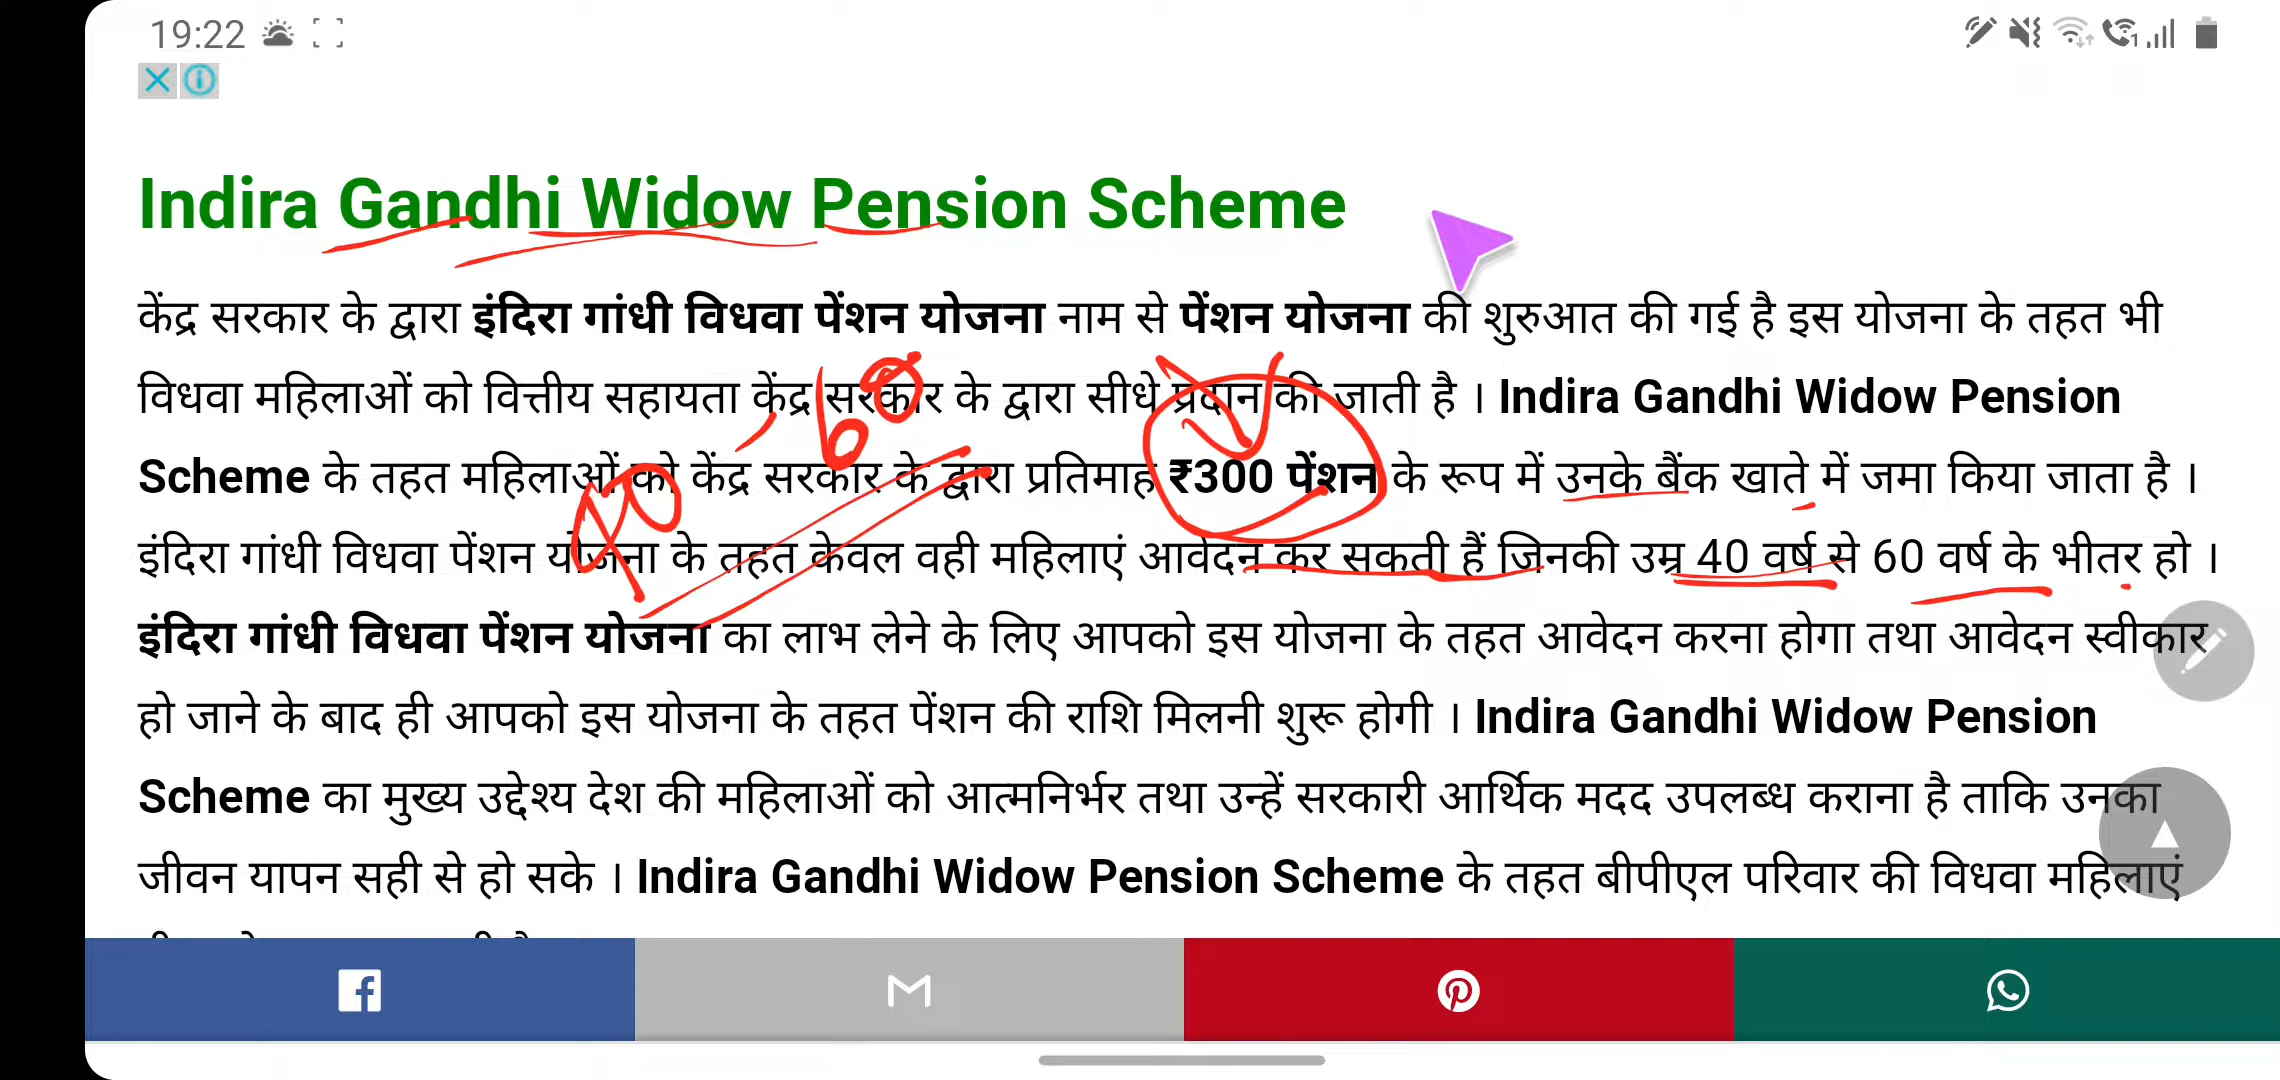 19:22
Indira Gandhi Widow Pension Scheme
केंद्र सरकार के द्वारा इंदिरा गांधी विधवा पेंशन योजना नाम से पेंशन योजना की शुरुआत की गई है इस योजना के तहत भी
विधवा महिलाओं को वित्तीय सहायता केंद्र सरकार के द्वारा सीधे प्रदान की जाती है । Indira Gandhi Widow Pension
Scheme के तहत महिलाओं को केंद्र सरकार के द्वारा प्रतिमाह ₹300 पेंशन के रूप में उनके बैंक खाते में जमा किया जाता है ।
40 - 60
इंदिरा गांधी विधवा पेंशन योजना के तहत केवल वही महिलाएं आवेदन कर सकती हैं जिनकी उम्र 40 वर्ष से 60 वर्ष के भीतर हो ।
इंदिरा गांधी विधवा पेंशन योजना का लाभ लेने के लिए आपको इस योजना के तहत आवेदन करना होगा तथा आवेदन स्वीकार
हो जाने के बाद ही आपको इस योजना के तहत पेंशन की राशि मिलनी शुरू होगी । Indira Gandhi Widow Pension
Scheme का मुख्य उद्देश्य देश की महिलाओं को आत्मनिर्भर तथा उन्हें सरकारी आर्थिक मदद उपलब्ध कराना है ताकि उनका
जीवन यापन सही से हो सके । Indira Gandhi Widow Pension Scheme के तहत बीपीएल परिवार की विधवा महिलाएं